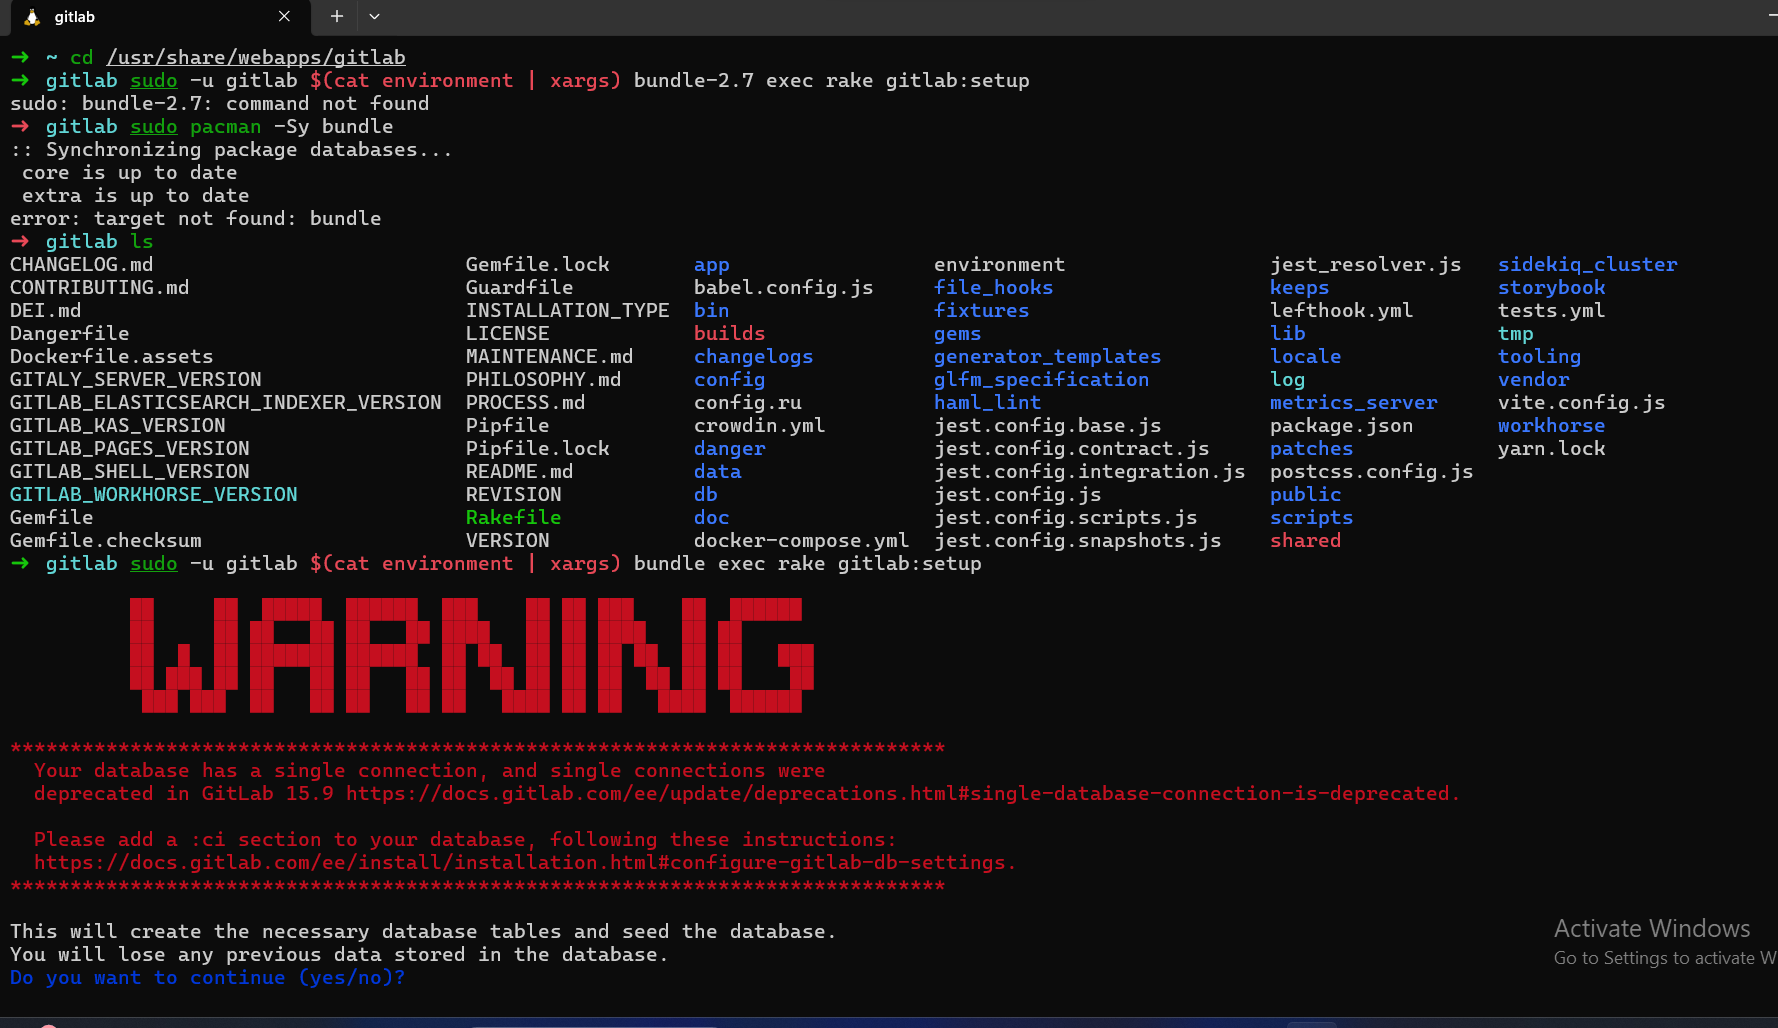 gitlab
→ ~ cd /usr/share/webapps/gitlab
→ gitlab sudo -u gitlab $(cat environment | xargs) bundle-2.7 exec rake gitlab:setup
sudo: bundle-2.7: command not found
→ gitlab sudo pacman -Sy bundle
:: Synchronizing package databases...
core is up to date
extra is up to date
error: target not found: bundle
→ gitlab ls
CHANGELOG.md Gemfile.lock app environment jest_resolver.js sidekiq_cluster
CONTRIBUTING.md Guardfile babel.config.js file_hooks keeps storybook
DEI.md INSTALLATION_TYPE bin fixtures lefthook.yml tests.yml
Dangerfile LICENSE builds gems lib tmp
Dockerfile.assets MAINTENANCE.md changelogs generator_templates locale tooling
GITALY_SERVER_VERSION PHILOSOPHY.md config glfm_specification log vendor
GITLAB_ELASTICSEARCH_INDEXER_VERSION PROCESS.md config.ru haml_lint metrics_server vite.config.js
GITLAB_KAS_VERSION Pipfile crowdin.yml jest.config.base.js package.json workhorse
GITLAB_PAGES_VERSION Pipfile.lock danger jest.config.contract.js patches yarn.lock
GITLAB_SHELL_VERSION README.md data jest.config.integration.js postcss.config.js
GITLAB_WORKHORSE_VERSION REVISION db jest.config.js public
Gemfile Rakefile doc jest.config.scripts.js scripts
Gemfile.checksum VERSION docker-compose.yml jest.config.snapshots.js shared
→ gitlab sudo -u gitlab $(cat environment | xargs) bundle exec rake gitlab:setup
WARNING
******************************************************************************
Your database has a single connection, and single connections were
deprecated in GitLab 15.9 https://docs.gitlab.com/ee/update/deprecations.html#single-database-connection-is-deprecated.
Please add a :ci section to your database, following these instructions:
https://docs.gitlab.com/ee/install/installation.html#configure-gitlab-db-settings.
******************************************************************************
This will create the necessary database tables and seed the database.
You will lose any previous data stored in the database.
Do you want to continue (yes/no)?
Activate Windows
Go to Settings to activate W